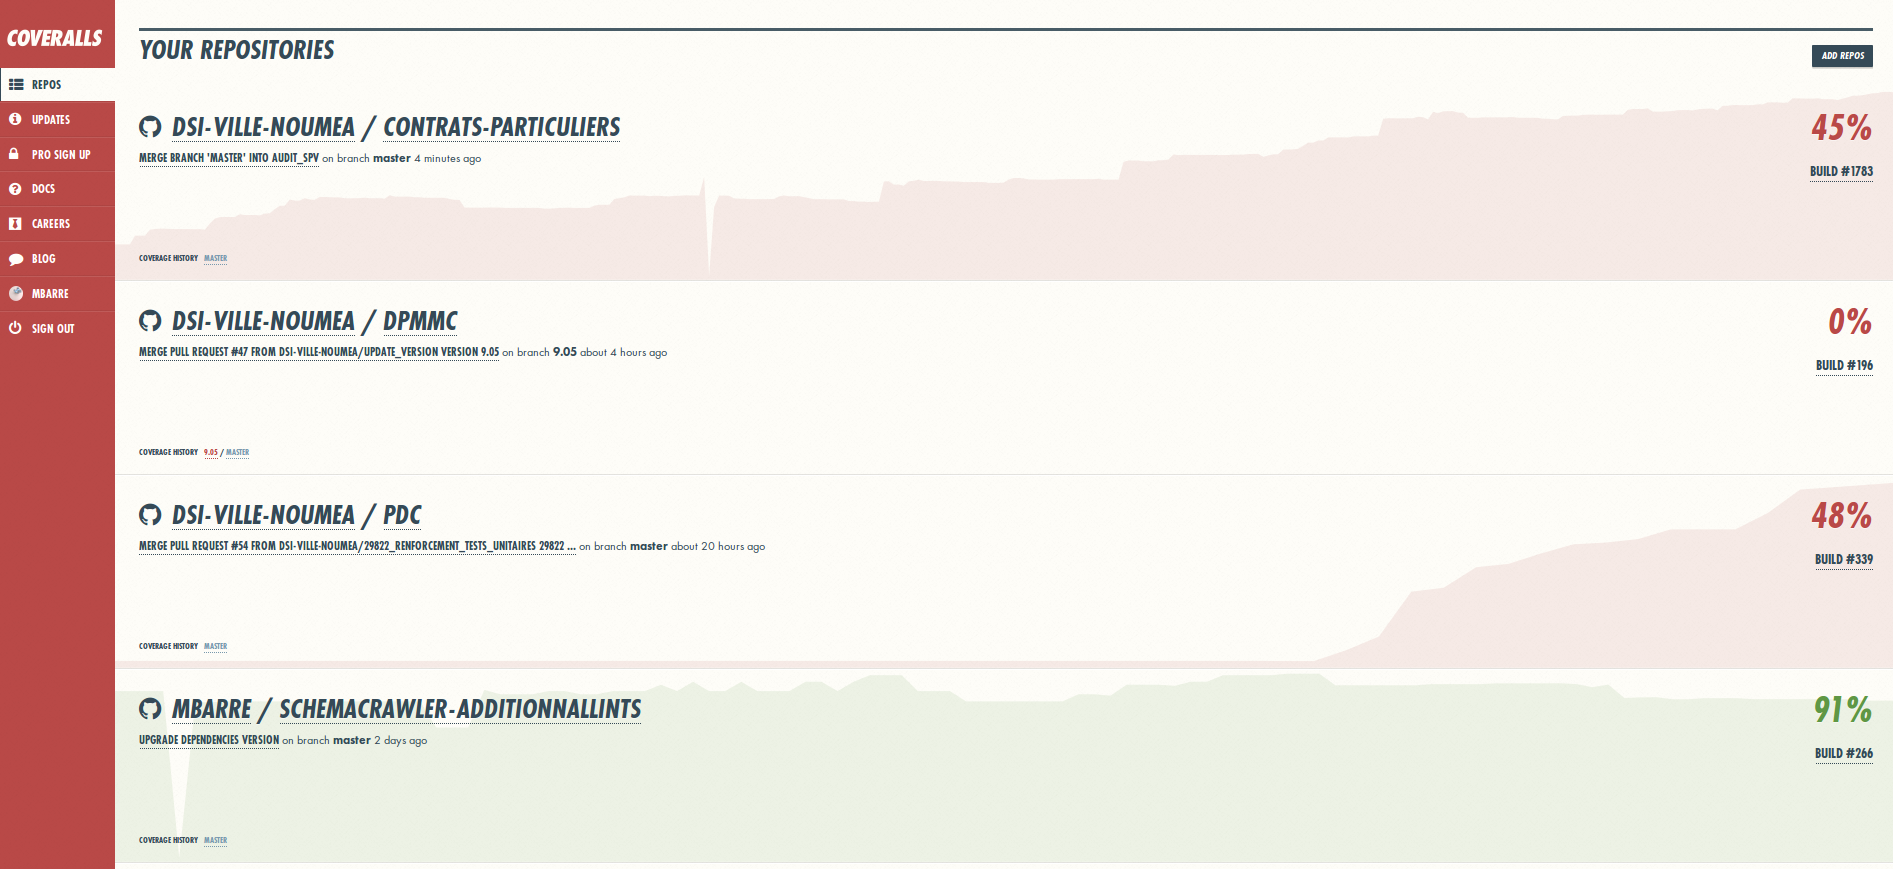 COVERALLS
REPOS
UPDATES
PRO SIGN UP
DOCS
CAREERS
BLOG
MBARRE
SIGN OUT
YOUR REPOSITORIES
ADD REPOS
DSI-VILLE-NOUMEA / CONTRATS-PARTICULIERS
45%
MERGE BRANCH 'MASTER' INTO AUDIT_SPV on branch master 4 minutes ago
BUILD #1783
COVERAGE HISTORY MASTER
DSI-VILLE-NOUMEA / DPMMC
0%
MERGE PULL REQUEST #47 FROM DSI-VILLE-NOUMEA/UPDATE_VERSION VERSION 9.05 on branch 9.05 about 4 hours ago
BUILD #196
COVERAGE HISTORY 9.05 / MASTER
DSI-VILLE-NOUMEA / PDC
48%
MERGE PULL REQUEST #54 FROM DSI-VILLE-NOUMEA/29822_RENFORCEMENT_TESTS_UNITAIRES 29822 ... on branch master about 20 hours ago
BUILD #339
COVERAGE HISTORY MASTER
MBARRE / SCHEMACRAWLER-ADDITIONNALLINTS
91%
UPGRADE DEPENDENCIES VERSION on branch master 2 days ago
BUILD #266
COVERAGE HISTORY MASTER